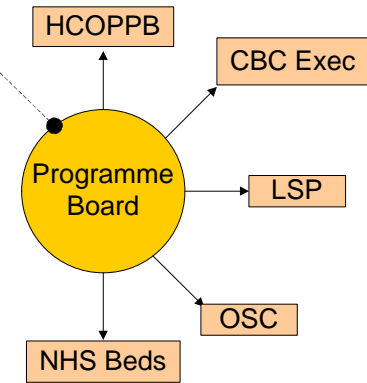 HCOPPB
CBC Exec
Programme
Board
LSP
OSC
NHS Beds